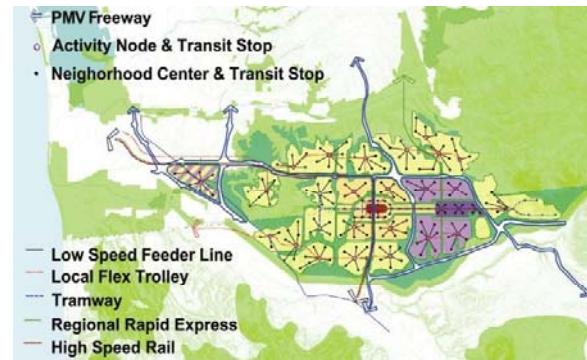 PMV Freeway
Activity Node & Transit Stop
Neighorhood Center & Transit Stop
Low Speed Feeder Line
Local Flex Trolley
Tramway
Regional Rapid Express
High Speed Rail